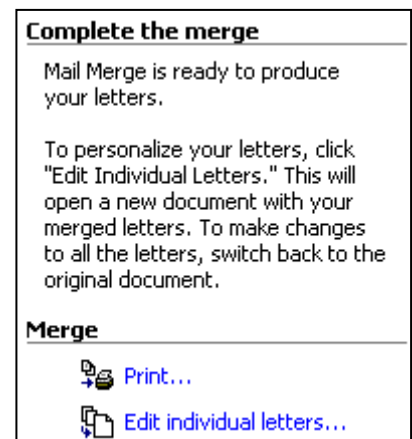 Complete the merge
Mail Merge is ready to produce
your letters.
To personalize your letters, click
"Edit Individual Letters." This will
open a new document with your
merged letters. To make changes
to all the letters, switch back to the
original document.
Merge
Print...
Edit individual letters...